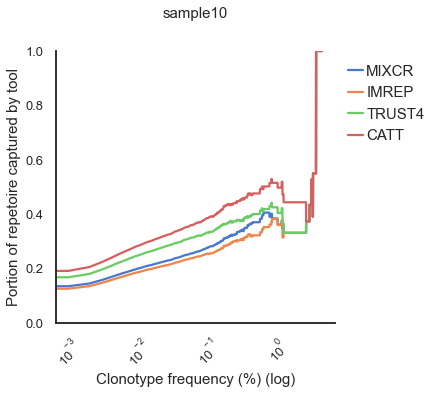 sample10
1.0
0.8
0.6
0.4
0.2
0.0
Portion of repetoire captured by tool
10⁻³
10⁻²
10⁻¹
10⁰
Clonotype frequency (%) (log)
MIXCR
IMREP
TRUST4
CATT